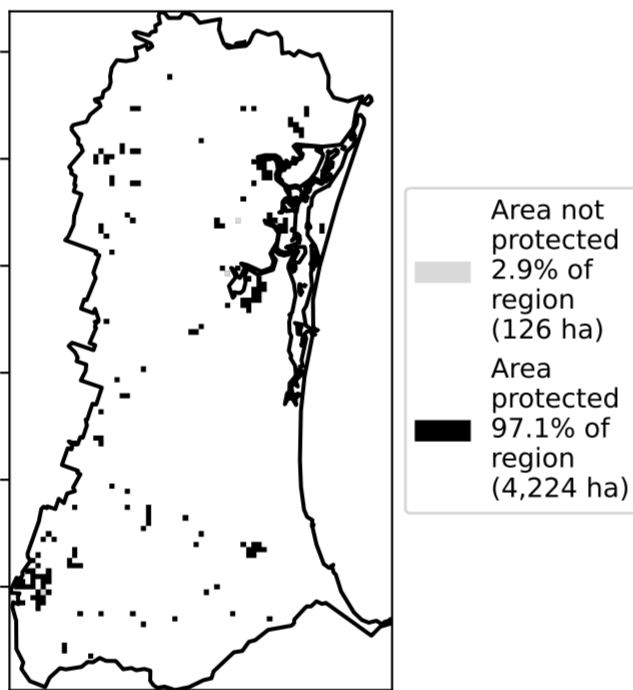 Area not
protected
2.9% of
region
(126 ha)
Area
protected
97.1% of
region
(4,224 ha)